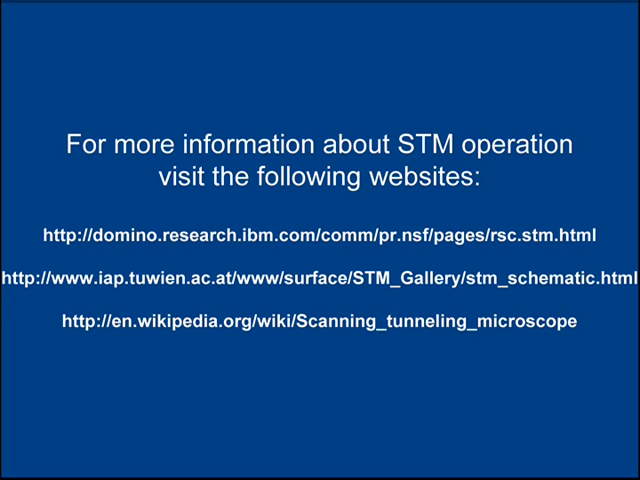 For more information about STM operation
visit the following websites:
http://domino.research.ibm.com/comm/pr.nsf/pages/rsc.stm.html
http://www.iap.tuwien.ac.at/www/surface/STM_Gallery/stm_schematic.html
http://en.wikipedia.org/wiki/Scanning_tunneling_microscope